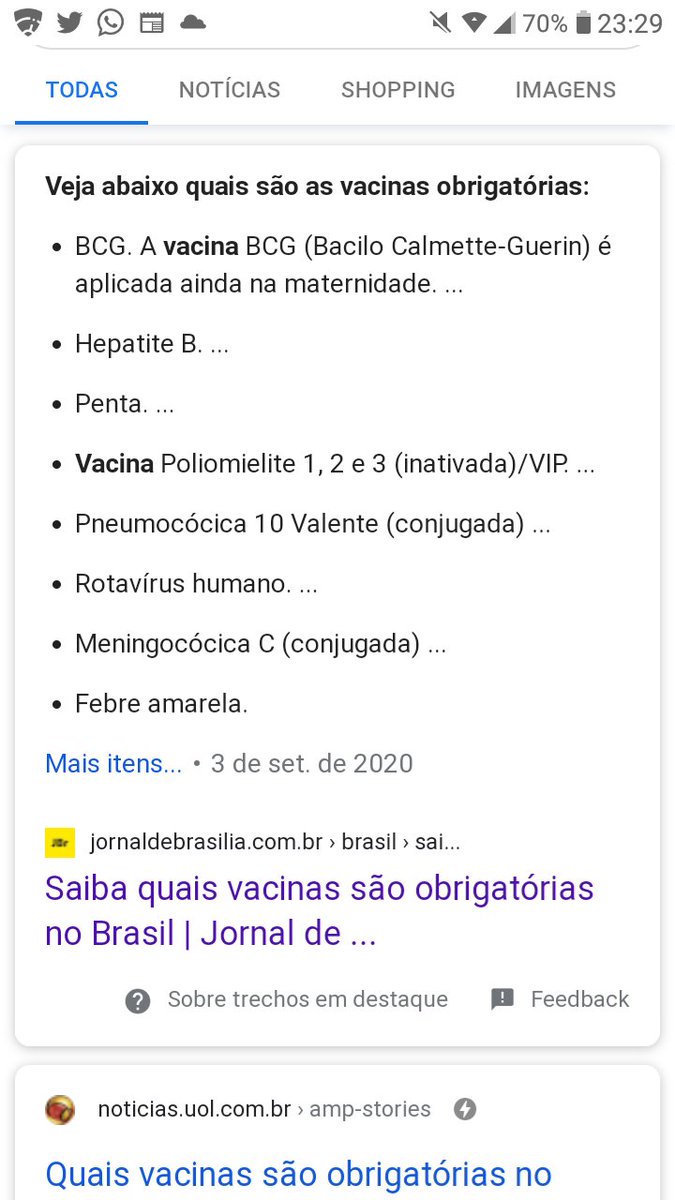 70% 23:29
TODAS NOTÍCIAS SHOPPING IMAGENS
Veja abaixo quais são as vacinas obrigatórias:
• BCG. A vacina BCG (Bacilo Calmette-Guerin) é
aplicada ainda na maternidade. ...
• Hepatite B. ...
• Penta. ...
• Vacina Poliomielite 1, 2 e 3 (inativada)/VIP. ...
• Pneumocócica 10 Valente (conjugada) ...
• Rotavírus humano. ...
• Meningocócica C (conjugada) ...
• Febre amarela.
Mais itens... • 3 de set. de 2020
jornaldebrasilia.com.br › brasil › sai...
Saiba quais vacinas são obrigatórias
no Brasil | Jornal de ...
Sobre trechos em destaque Feedback
noticias.uol.com.br › amp-stories
Quais vacinas são obrigatórias no